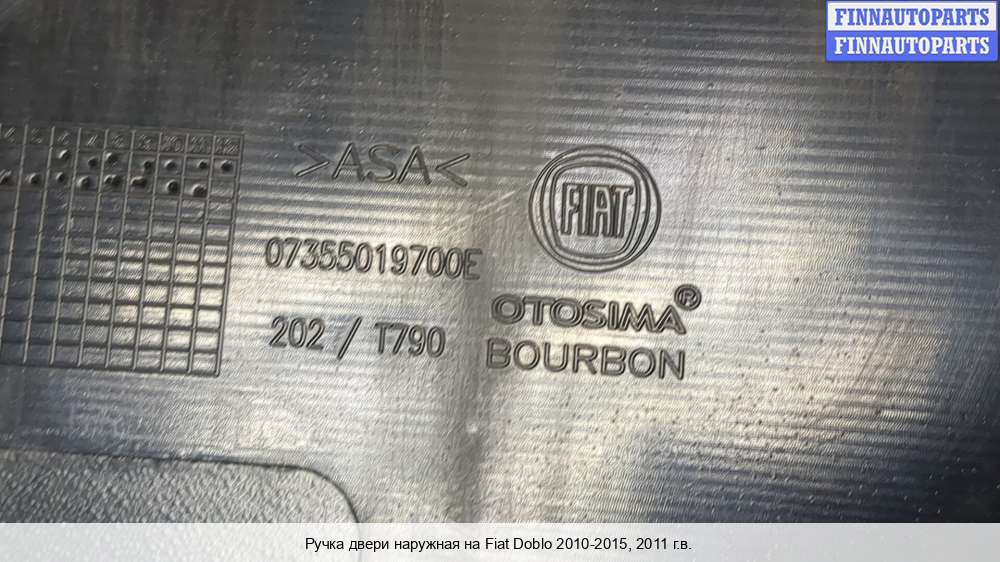 FINNAUTOPARTS
FINNAUTOPARTS
>ASA<
FIAT
07355019700E
OTOSIMA®
202 / T790
BOURBON
Ручка двери наружная на Fiat Doblo 2010-2015, 2011 г.в.